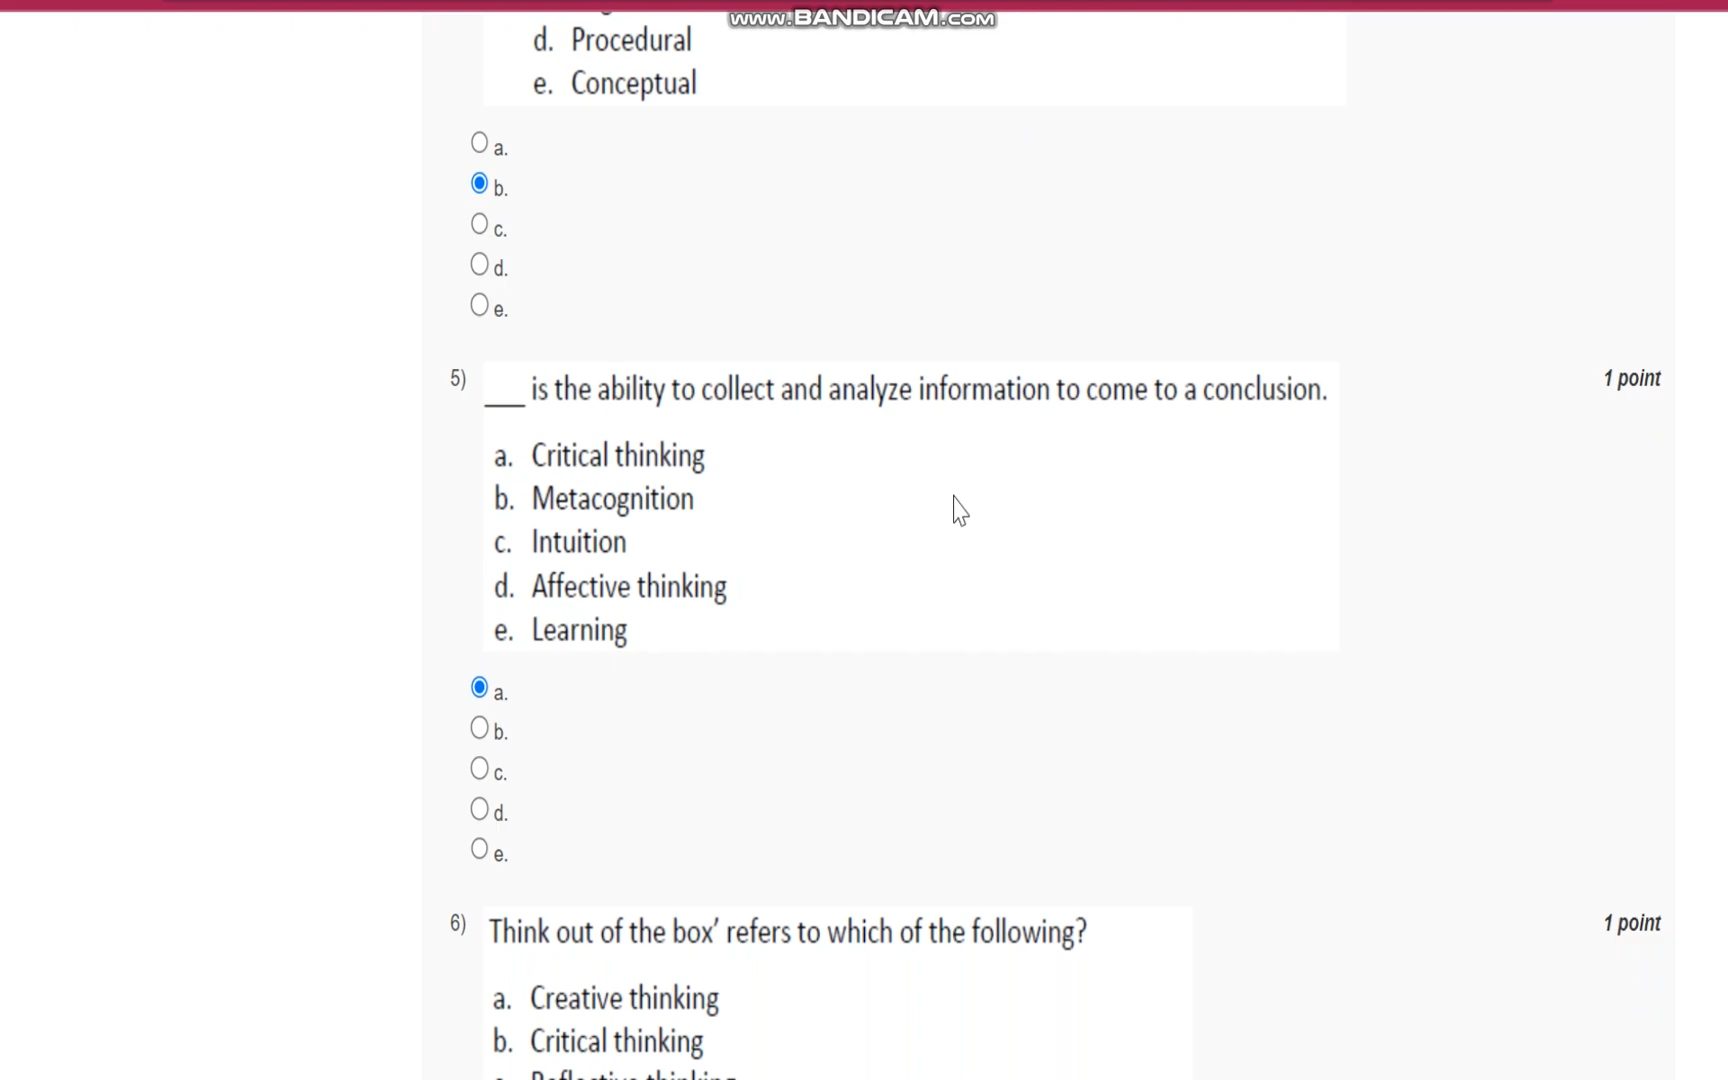 www.BANDICAM.com
d. Procedural
e. Conceptual
a.
b.
c.
d.
e.
5) ___ is the ability to collect and analyze information to come to a conclusion. 1 point
a. Critical thinking
b. Metacognition
c. Intuition
d. Affective thinking
e. Learning
a.
b.
c.
d.
e.
6) Think out of the box’ refers to which of the following? 1 point
a. Creative thinking
b. Critical thinking